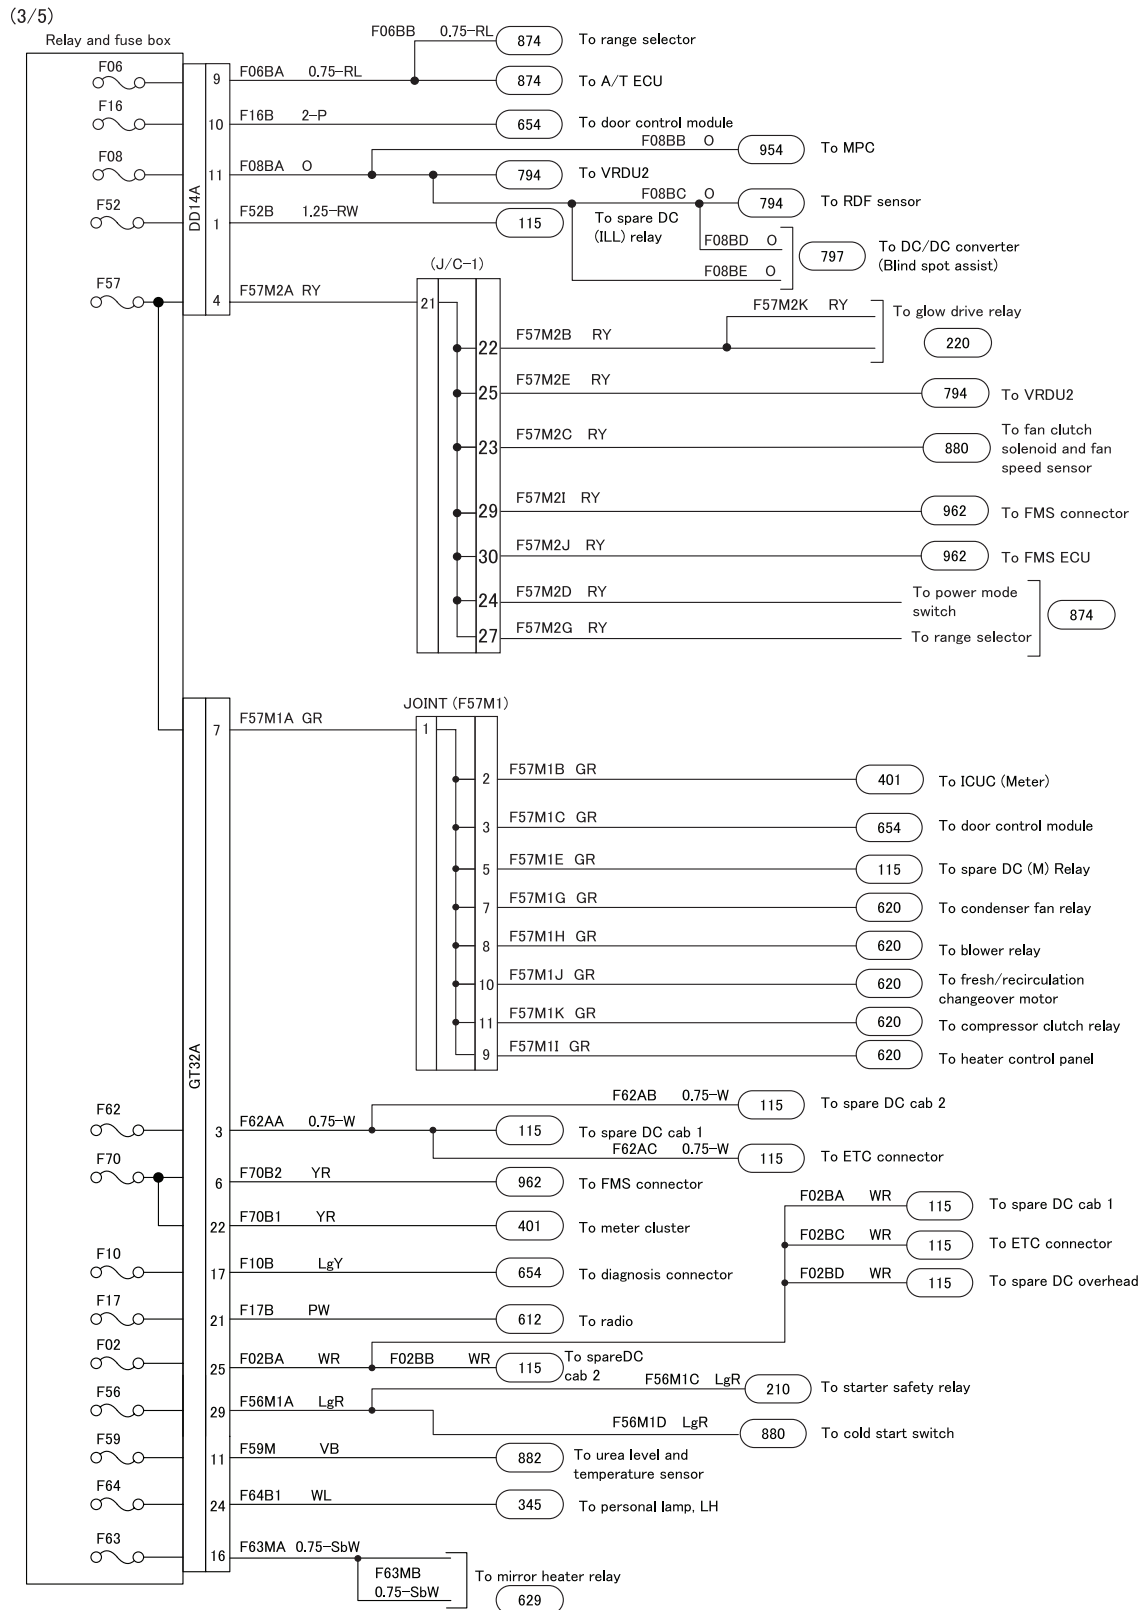 (3/5)
Relay and fuse box
F06BB 0.75-RL
874
To range selector
F06
9
F06BA 0.75-RL
874
To A/T ECU
F16
10
F16B 2-P
654
To door control module
F08BB O
954
To MPC
F08
11
F08BA O
794
To VRDU2
F08BC O
794
To RDF sensor
DD14A
F52
1
F52B 1.25-RW
115
To spare DC
(ILL) relay
F08BD O
797
To DC/DC converter
(Blind spot assist)
F08BE O
(J/C-1)
F57
4
F57M2A RY
21
F57M2K RY
To glow drive relay
22
F57M2B RY
220
25
F57M2E RY
794
To VRDU2
23
F57M2C RY
880
To fan clutch
solenoid and fan
speed sensor
29
F57M2I RY
962
To FMS connector
30
F57M2J RY
962
To FMS ECU
24
F57M2D RY
To power mode
switch
874
27
F57M2G RY
To range selector
JOINT (F57M1)
7
F57M1A GR
1
2
F57M1B GR
401
To ICUC (Meter)
3
F57M1C GR
654
To door control module
5
F57M1E GR
115
To spare DC (M) Relay
7
F57M1G GR
620
To condenser fan relay
8
F57M1H GR
620
To blower relay
10
F57M1J GR
620
To fresh/recirculation
changeover motor
11
F57M1K GR
620
To compressor clutch relay
9
F57M1I GR
620
To heater control panel
GT32A
F62AB 0.75-W
115
To spare DC cab 2
F62
3
F62AA 0.75-W
115
To spare DC cab 1
F62AC 0.75-W
115
To ETC connector
F70
6
F70B2 YR
962
To FMS connector
F02BA WR
115
To spare DC cab 1
22
F70B1 YR
401
To meter cluster
F02BC WR
115
To ETC connector
F10
17
F10B LgY
654
To diagnosis connector
F02BD WR
115
To spare DC overhead
F17
21
F17B PW
612
To radio
F02
25
F02BA WR
F02BB WR
115
To spareDC
cab 2
F56M1C LgR
210
To starter safety relay
F56
29
F56M1A LgR
F56M1D LgR
880
To cold start switch
F59
11
F59M VB
882
To urea level and
temperature sensor
F64
24
F64B1 WL
345
To personal lamp, LH
F63
16
F63MA 0.75-SbW
F63MB
0.75-SbW
To mirror heater relay
629